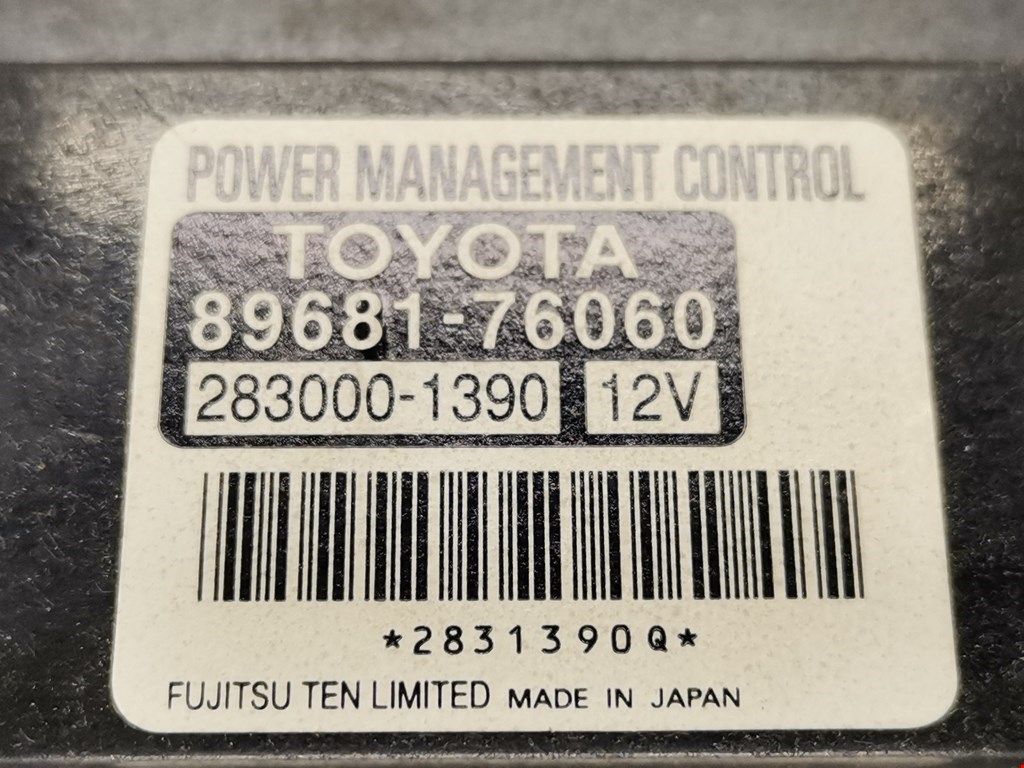 POWER MANAGEMENT CONTROL
TOYOTA
89681-76060
283000-1390 12V
*2831390Q*
FUJITSU TEN LIMITED MADE IN JAPAN